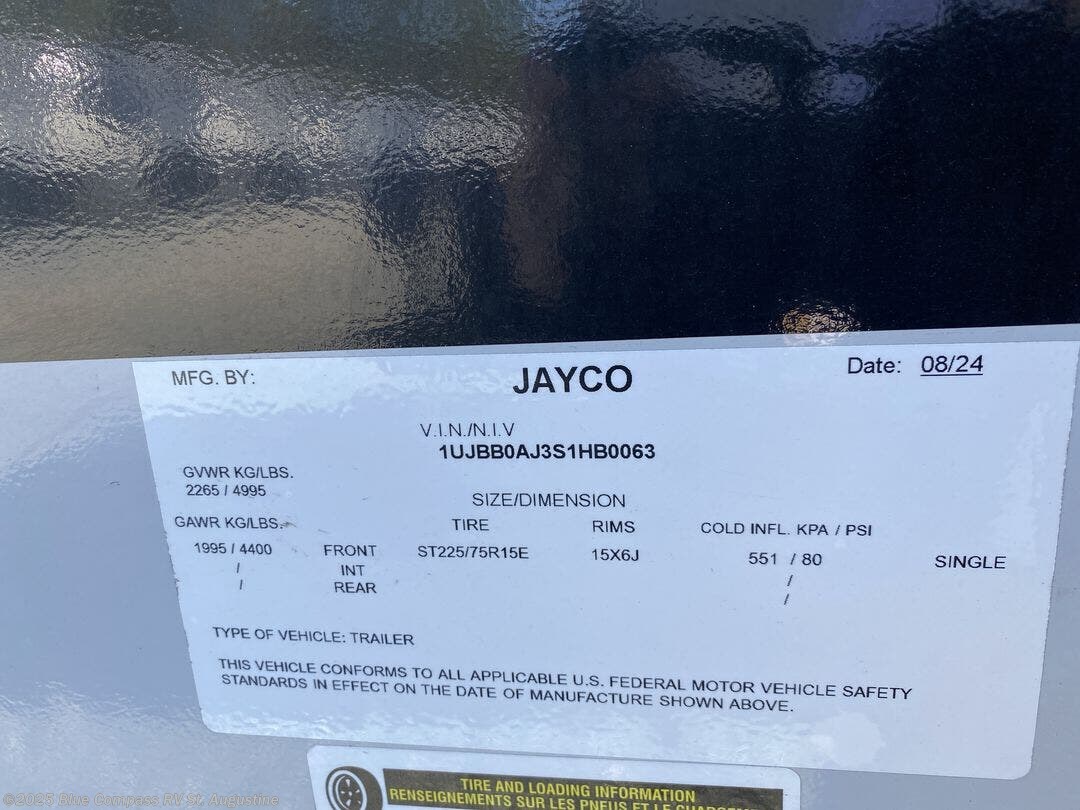 MFG. BY: JAYCO Date: 08/24
V.I.N./N.I.V
1UJBB0AJ3S1HB0063
GVWR KG/LBS.
2265 / 4995
SIZE/DIMENSION
GAWR KG/LBS. TIRE RIMS COLD INFL. KPA / PSI
1995 / 4400 FRONT ST225/75R15E 15X6J 551 / 80 SINGLE
/ INT /
/ REAR /
TYPE OF VEHICLE: TRAILER
THIS VEHICLE CONFORMS TO ALL APPLICABLE U.S. FEDERAL MOTOR VEHICLE SAFETY
STANDARDS IN EFFECT ON THE DATE OF MANUFACTURE SHOWN ABOVE.
TIRE AND LOADING INFORMATION
RENSEIGNEMENTS SUR LES PNEUS ET LE CHARGEMENT
©2025 Blue Compass RV St. Augustine